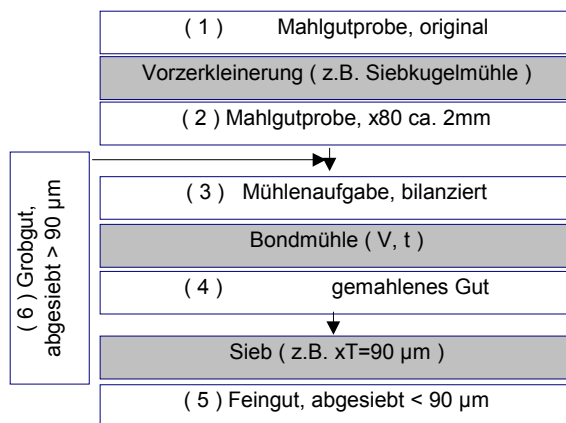 ( 1 ) Mahlgutprobe, original
Vorzerkleinerung ( z.B. Siebkugelmühle )
( 2 ) Mahlgutprobe, x80 ca. 2mm
( 3 ) Mühlenaufgabe, bilanziert
Bondmühle ( V, t )
( 4 ) gemahlenes Gut
Sieb ( z.B. xT=90 µm )
( 5 ) Feingut, abgesiebt < 90 µm
( 6 ) Grobgut,
abgesiebt > 90 µm